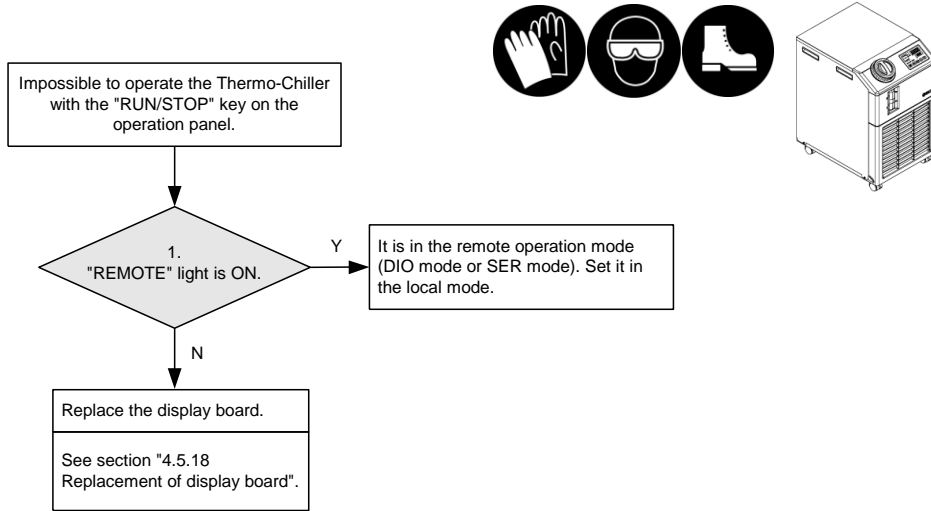 Impossible to operate the Thermo-Chiller
with the "RUN/STOP" key on the
operation panel.
1.
"REMOTE" light is ON.
Y
It is in the remote operation mode
(DIO mode or SER mode). Set it in
the local mode.
N
Replace the display board.
See section "4.5.18
Replacement of display board".